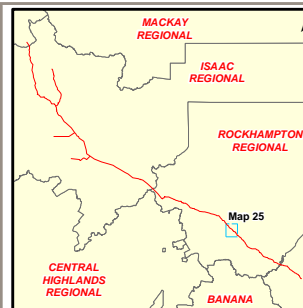 MACKAY
REGIONAL
ISAAC
REGIONAL
ROCKHAMPTON
REGIONAL
Map 25
CENTRAL
HIGHLANDS
REGIONAL
BANANA